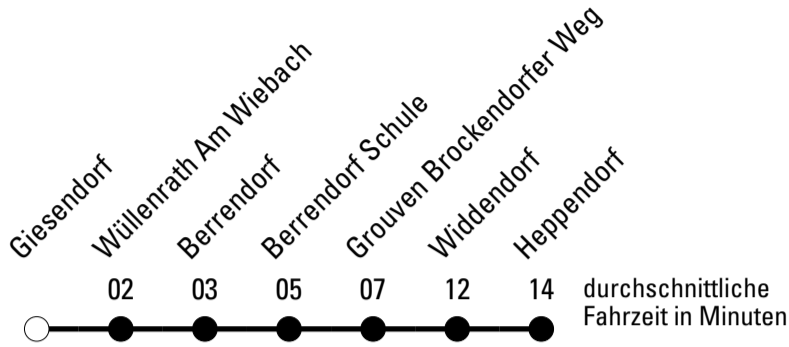 Giesendorf
Wüllenrath Am Wiebach
Berrendorf
Berrendorf Schule
Grouven Brockendorfer Weg
Widdendorf
Heppendorf
02 03 05 07 12 14
durchschnittliche
Fahrzeit in Minuten